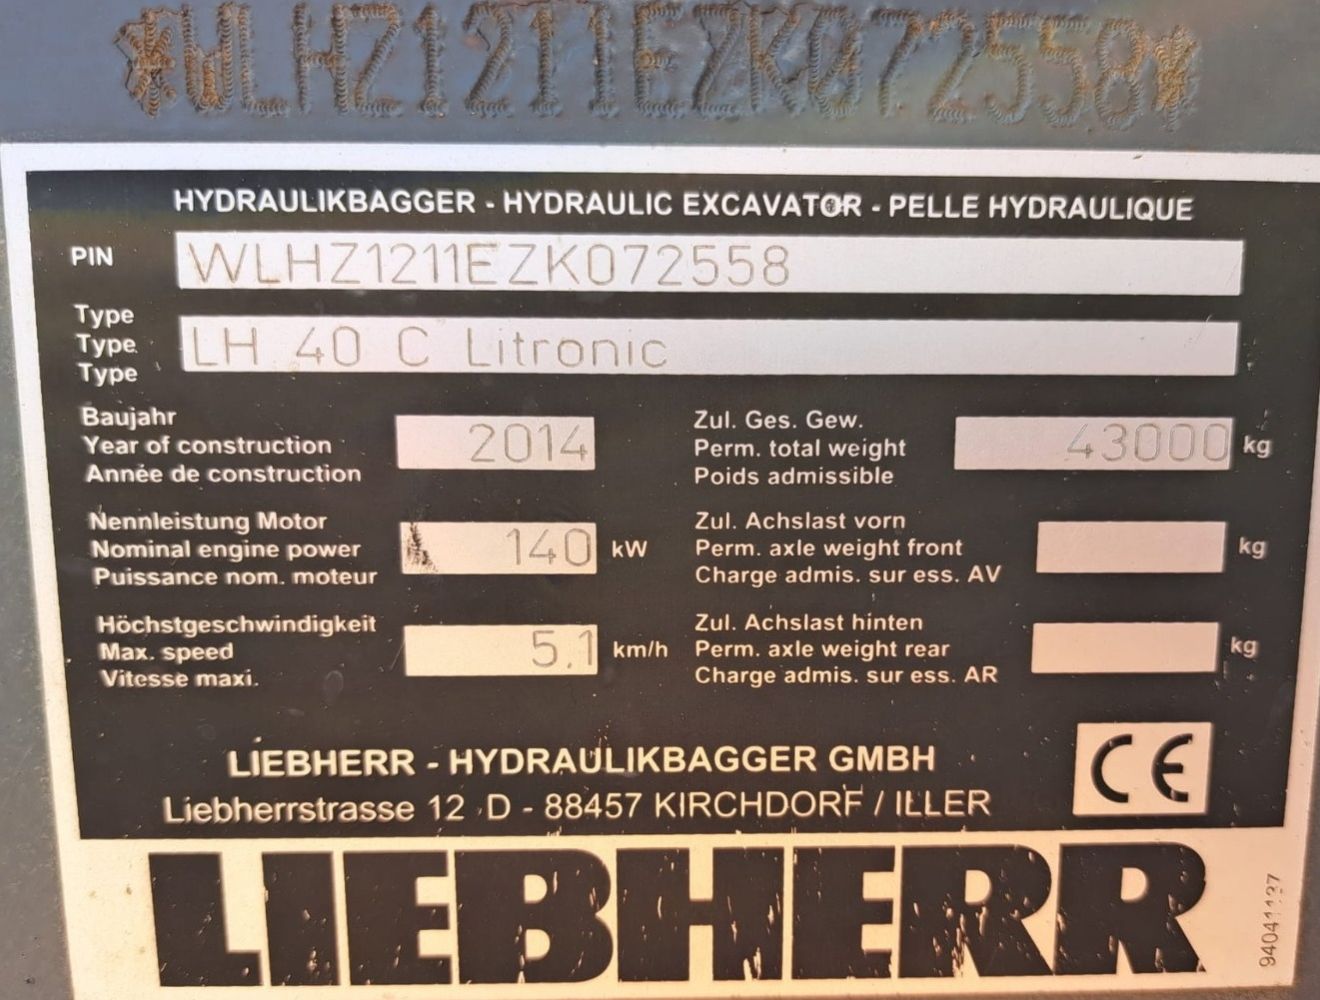 *WLHZ1211EZK072558*
HYDRAULIKBAGGER - HYDRAULIC EXCAVATOR - PELLE HYDRAULIQUE
PIN WLHZ1211EZK072558
Type
Type LH 40 C Litronic
Type
Baujahr
Year of construction 2014
Année de construction
Zul. Ges. Gew.
Perm. total weight 43000 kg
Poids admissible
Nennleistung Motor
Nominal engine power 140 kW
Puissance nom. moteur
Zul. Achslast vorn
Perm. axle weight front kg
Charge admis. sur ess. AV
Höchstgeschwindigkeit
Max. speed 5.1 km/h
Vitesse maxi.
Zul. Achslast hinten
Perm. axle weight rear kg
Charge admis. sur ess. AR
LIEBHERR - HYDRAULIKBAGGER GMBH
Liebherrstrasse 12 D - 88457 KIRCHDORF / ILLER
CE
LIEBHERR
94041137